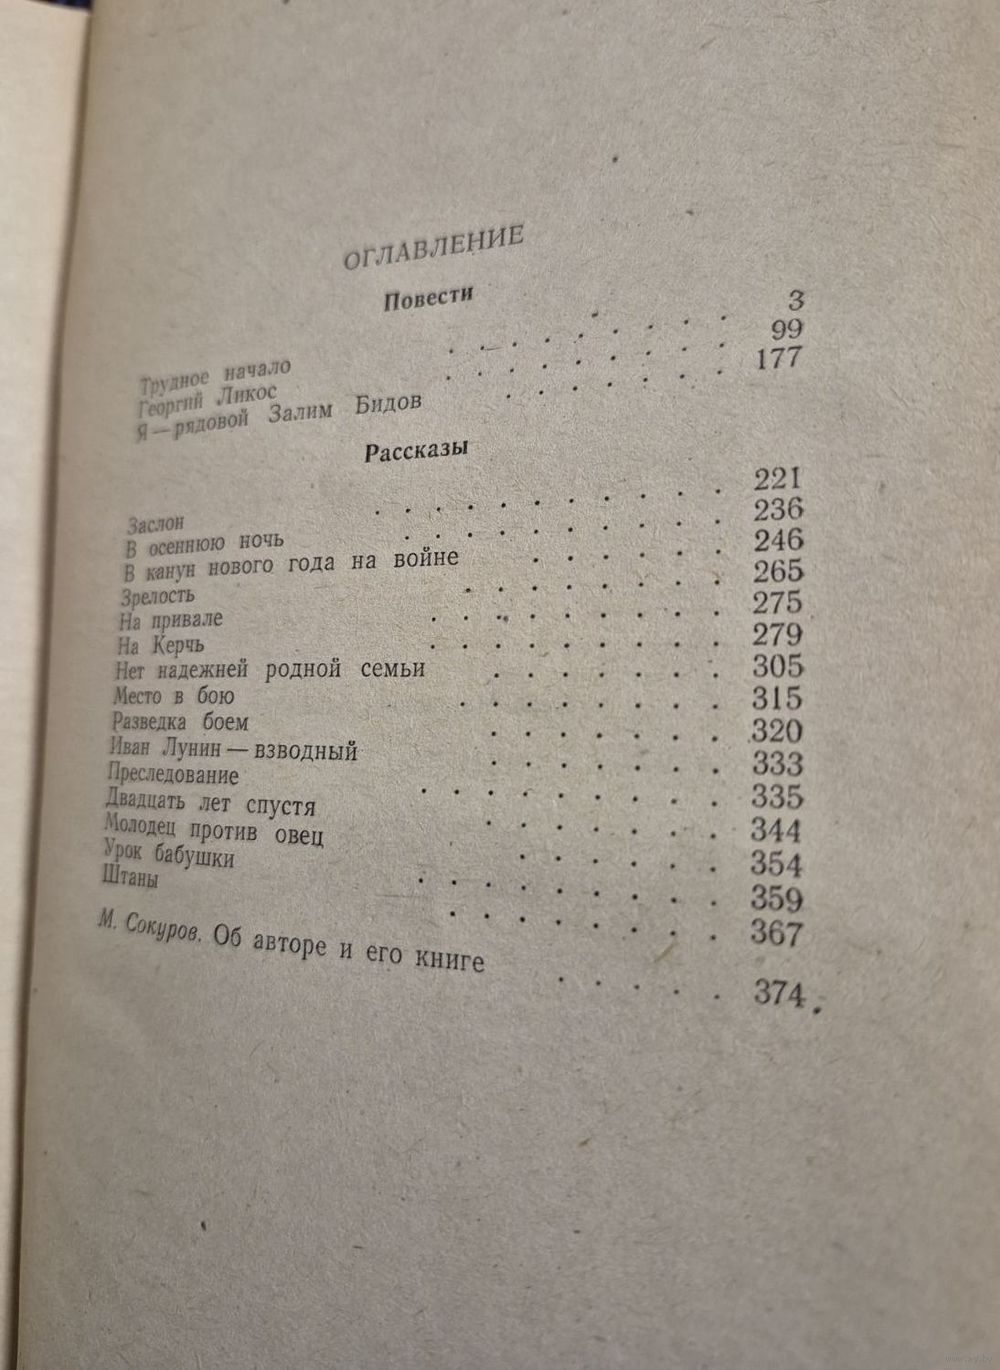 ОГЛАВЛЕНИЕ
Повести
Трудное начало . . . . . . . . . 3
Георгий Ликос . . . . . . . . . 99
Я — рядовой Залим Бидов . . . . . . . 177
Рассказы
Заслон . . . . . . . . . . 221
В осеннюю ночь . . . . . . . . . . 236
В канун нового года на войне . . . . . . 246
Зрелость . . . . . . . . 265
На привале . . . . . . . . . 275
На Керчь . . . . . . . . . 279
Нет надежней родной семьи . . . . . . . 305
Место в бою . . . . . . . . 315
Разведка боем . . . . . . . 320
Иван Лунин — взводный . . . . . . . 333
Преследование . . . . . . . . . 335
Двадцать лет спустя . . . . . . . 344
Молодец против овец . . . . . . 354
Урок бабушки . . . . . . . . . 359
Штаны . . . . . . . . 367
М. Сокуров. Об авторе и его книге . . . . . 374